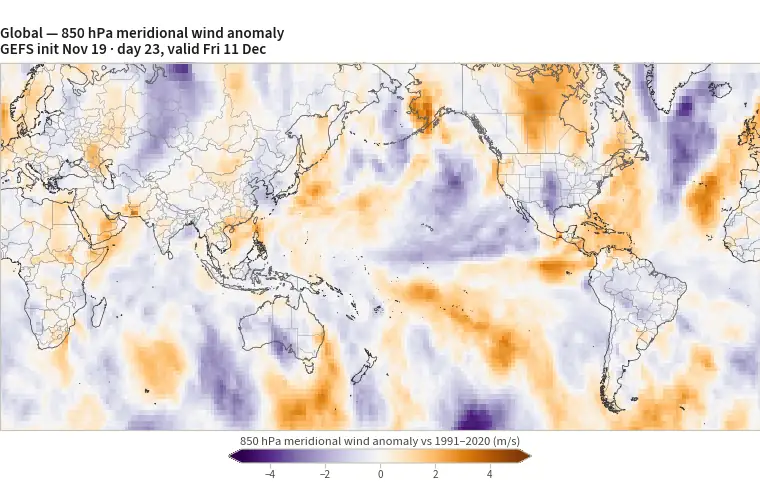 Global — 850 hPa meridional wind anomaly
GEFS init Nov 19 · day 23, valid Fri 11 Dec
850 hPa meridional wind anomaly vs 1991–2020 (m/s)
−4 −2 0 2 4